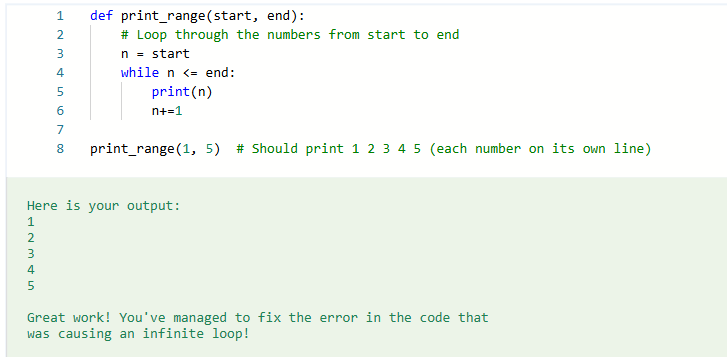 1 def print_range(start, end):
2     # Loop through the numbers from start to end
3     n = start
4     while n <= end:
5         print(n)
6         n+=1
7
8 print_range(1, 5)  # Should print 1 2 3 4 5 (each number on its own line)
Here is your output:
1
2
3
4
5
Great work! You've managed to fix the error in the code that
was causing an infinite loop!